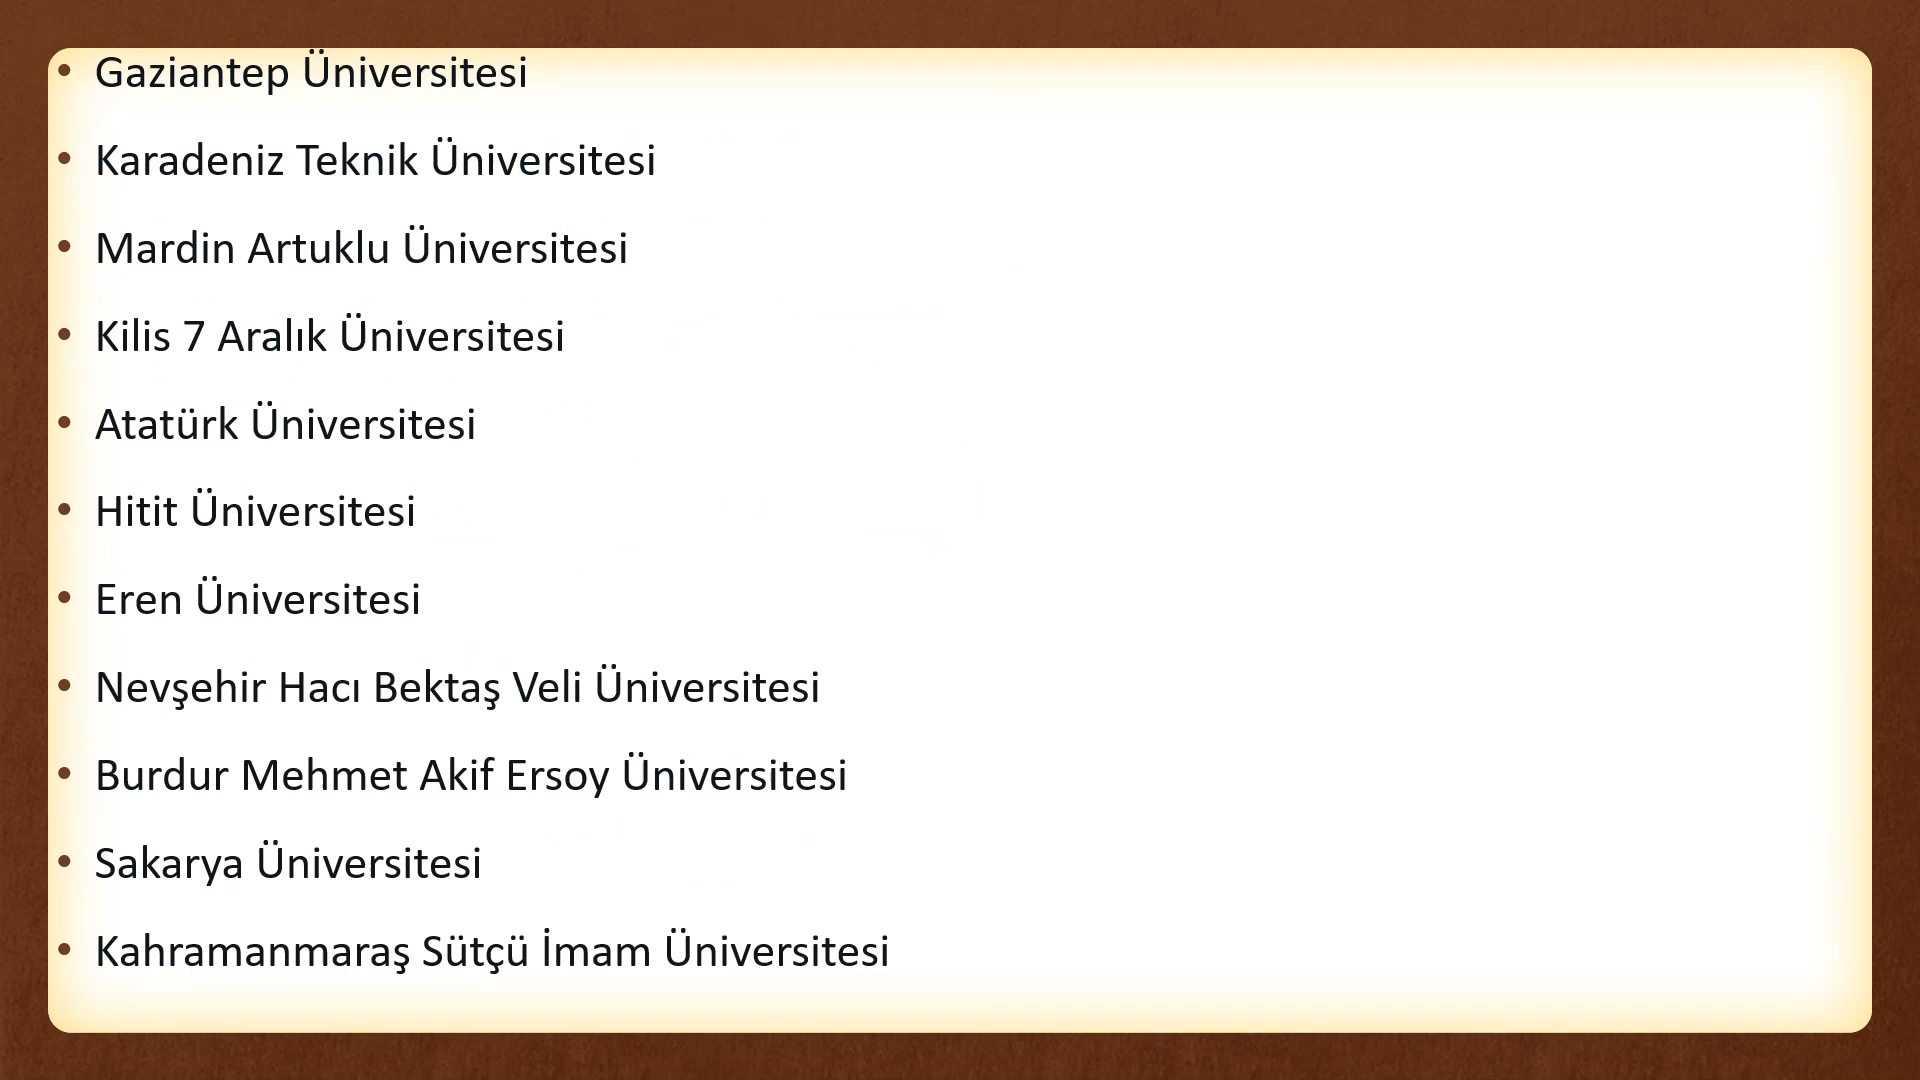 • Gaziantep Üniversitesi
• Karadeniz Teknik Üniversitesi
• Mardin Artuklu Üniversitesi
• Kilis 7 Aralık Üniversitesi
• Atatürk Üniversitesi
• Hitit Üniversitesi
• Eren Üniversitesi
• Nevşehir Hacı Bektaş Veli Üniversitesi
• Burdur Mehmet Akif Ersoy Üniversitesi
• Sakarya Üniversitesi
• Kahramanmaraş Sütçü İmam Üniversitesi